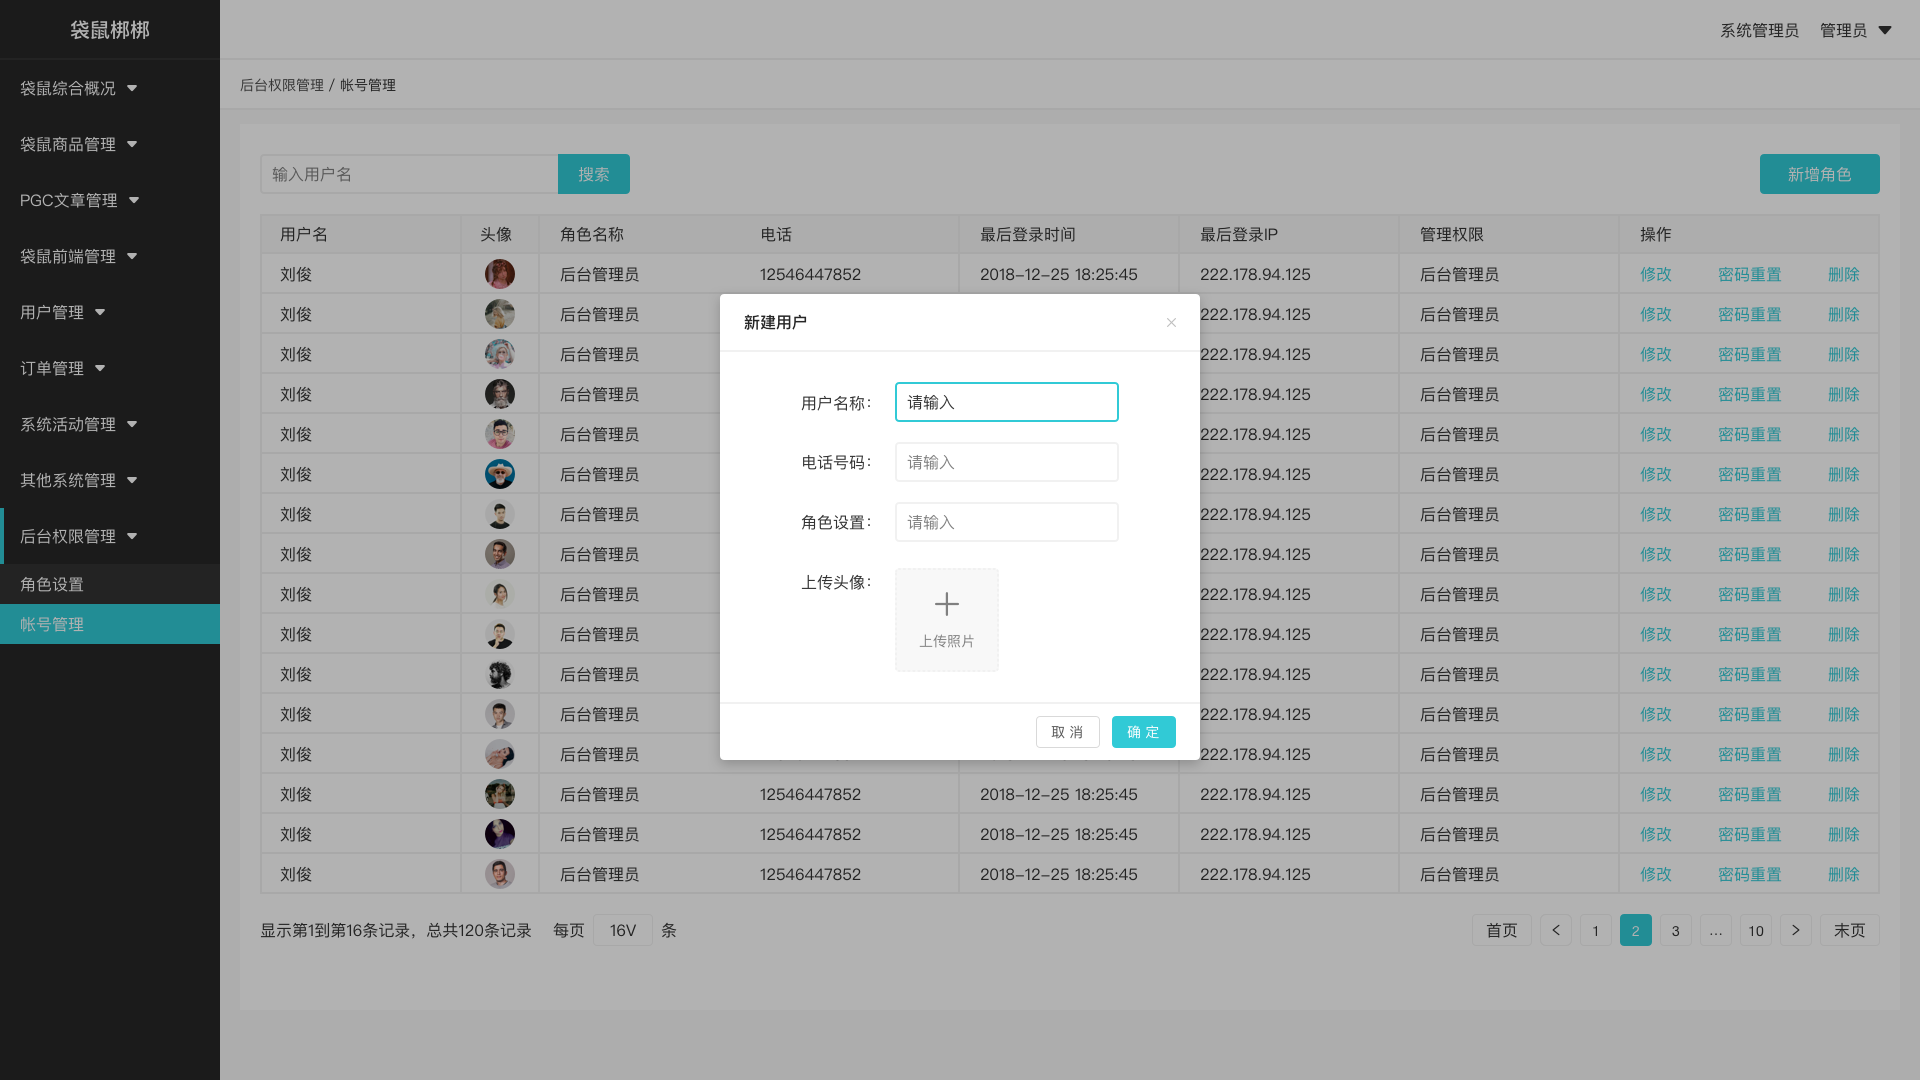 袋鼠梆梆
系统管理员 管理员
袋鼠综合概况
袋鼠商品管理
PGC文章管理
袋鼠前端管理
用户管理
订单管理
系统活动管理
其他系统管理
后台权限管理
角色设置
帐号管理
后台权限管理 / 帐号管理
输入用户名 搜索 新增角色
用户名 头像 角色名称 电话 最后登录时间 最后登录IP 管理权限 操作
刘俊 后台管理员 12546447852 2018-12-25 18:25:45 222.178.94.125 后台管理员 修改 密码重置 删除
刘俊 后台管理员 222.178.94.125 后台管理员 修改 密码重置 删除
刘俊 后台管理员 222.178.94.125 后台管理员 修改 密码重置 删除
刘俊 后台管理员 222.178.94.125 后台管理员 修改 密码重置 删除
刘俊 后台管理员 222.178.94.125 后台管理员 修改 密码重置 删除
刘俊 后台管理员 222.178.94.125 后台管理员 修改 密码重置 删除
刘俊 后台管理员 222.178.94.125 后台管理员 修改 密码重置 删除
刘俊 后台管理员 222.178.94.125 后台管理员 修改 密码重置 删除
刘俊 后台管理员 222.178.94.125 后台管理员 修改 密码重置 删除
刘俊 后台管理员 222.178.94.125 后台管理员 修改 密码重置 删除
刘俊 后台管理员 222.178.94.125 后台管理员 修改 密码重置 删除
刘俊 后台管理员 222.178.94.125 后台管理员 修改 密码重置 删除
刘俊 后台管理员 222.178.94.125 后台管理员 修改 密码重置 删除
刘俊 后台管理员 12546447852 2018-12-25 18:25:45 222.178.94.125 后台管理员 修改 密码重置 删除
刘俊 后台管理员 12546447852 2018-12-25 18:25:45 222.178.94.125 后台管理员 修改 密码重置 删除
刘俊 后台管理员 12546447852 2018-12-25 18:25:45 222.178.94.125 后台管理员 修改 密码重置 删除
显示第1到第16条记录，总共120条记录 每页 16V 条 首页 < 1 2 3 ... 10 > 末页
新建用户
用户名称： 请输入
电话号码： 请输入
角色设置： 请输入
上传头像：
上传照片
取 消 确 定